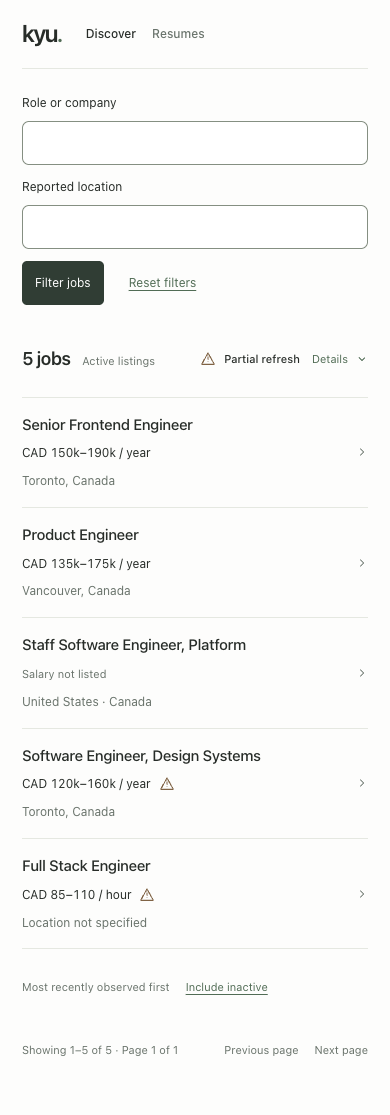 kyu. Discover Resumes
Role or company
Reported location
Filter jobs Reset filters
5 jobs Active listings Partial refresh Details
Senior Frontend Engineer
CAD 150k–190k / year
Toronto, Canada
Product Engineer
CAD 135k–175k / year
Vancouver, Canada
Staff Software Engineer, Platform
Salary not listed
United States · Canada
Software Engineer, Design Systems
CAD 120k–160k / year
Toronto, Canada
Full Stack Engineer
CAD 85–110 / hour
Location not specified
Most recently observed first Include inactive
Showing 1–5 of 5 · Page 1 of 1 Previous page Next page